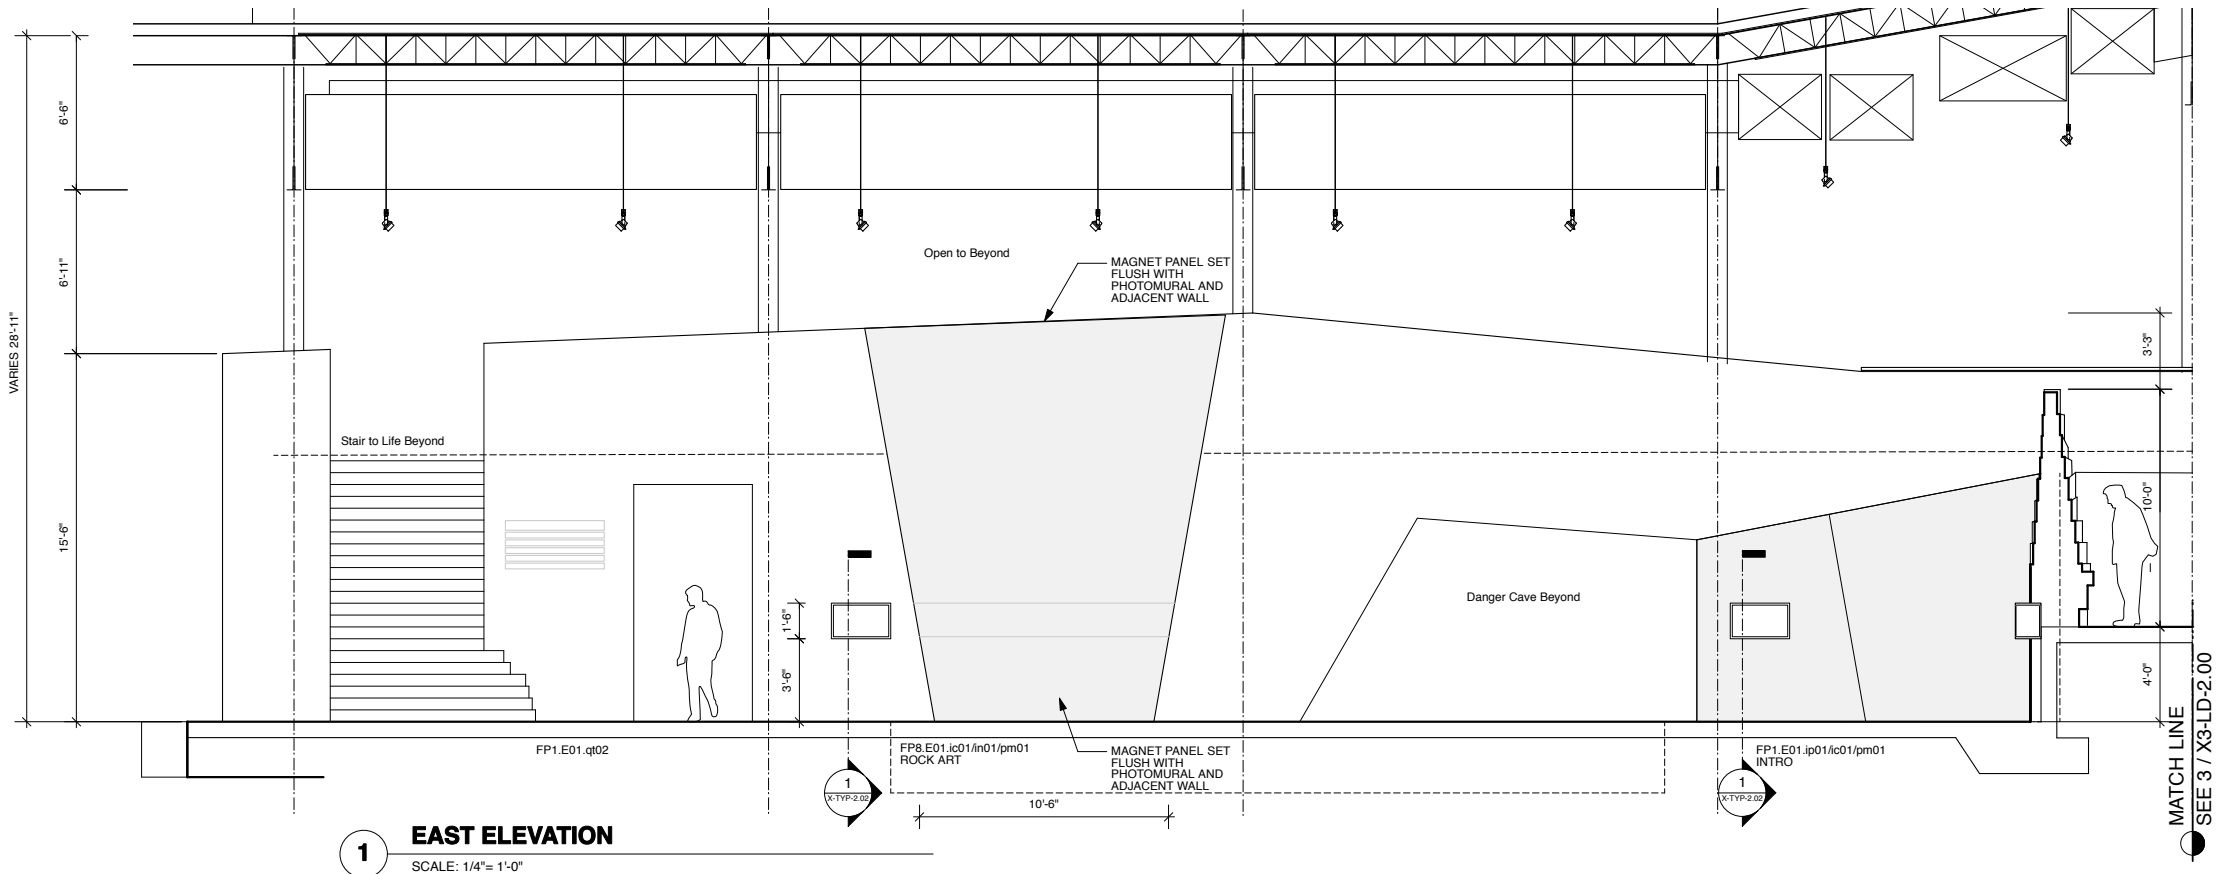 6'-6"
6'-11"
VARIES 28'-11"
15'-6"
Open to Beyond
MAGNET PANEL SET
FLUSH WITH
PHOTOMURAL AND
ADJACENT WALL
3'-3"
Stair to Life Beyond
10'-0"
Danger Cave Beyond
1'-6"
3'-6"
4'-0"
FP1.E01.qt02
FP8.E01.ic01/in01/pm01
ROCK ART
MAGNET PANEL SET
FLUSH WITH
PHOTOMURAL AND
ADJACENT WALL
FP1.E01.ip01/ic01/pm01
INTRO
1
X-TYP-2.02
1
X-TYP-2.02
10'-6"
MATCH LINE
SEE 3 / X3-LD-2.00
1
EAST ELEVATION
SCALE: 1/4"= 1'-0"